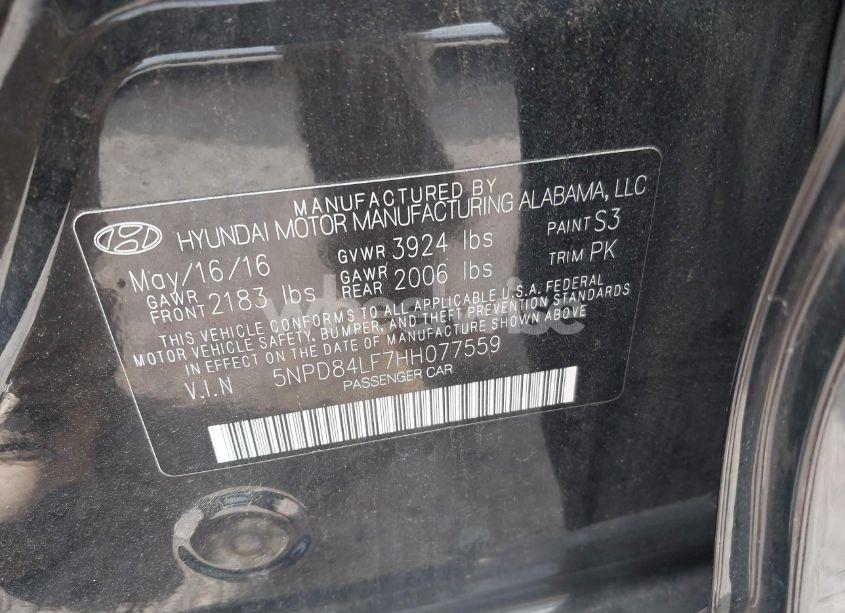 MANUFACTURED BY
HYUNDAI MOTOR MANUFACTURING ALABAMA, LLC
May/16/16 GVWR 3924 lbs PAINT S3
GAWR FRONT 2183 lbs GAWR REAR 2006 lbs TRIM PK
THIS VEHICLE CONFORMS TO ALL APPLICABLE U.S.A. FEDERAL
MOTOR VEHICLE SAFETY, BUMPER, AND THEFT PREVENTION STANDARDS
IN EFFECT ON THE DATE OF MANUFACTURE SHOWN ABOVE
V.I.N 5NPD84LF7HH077559
PASSENGER CAR